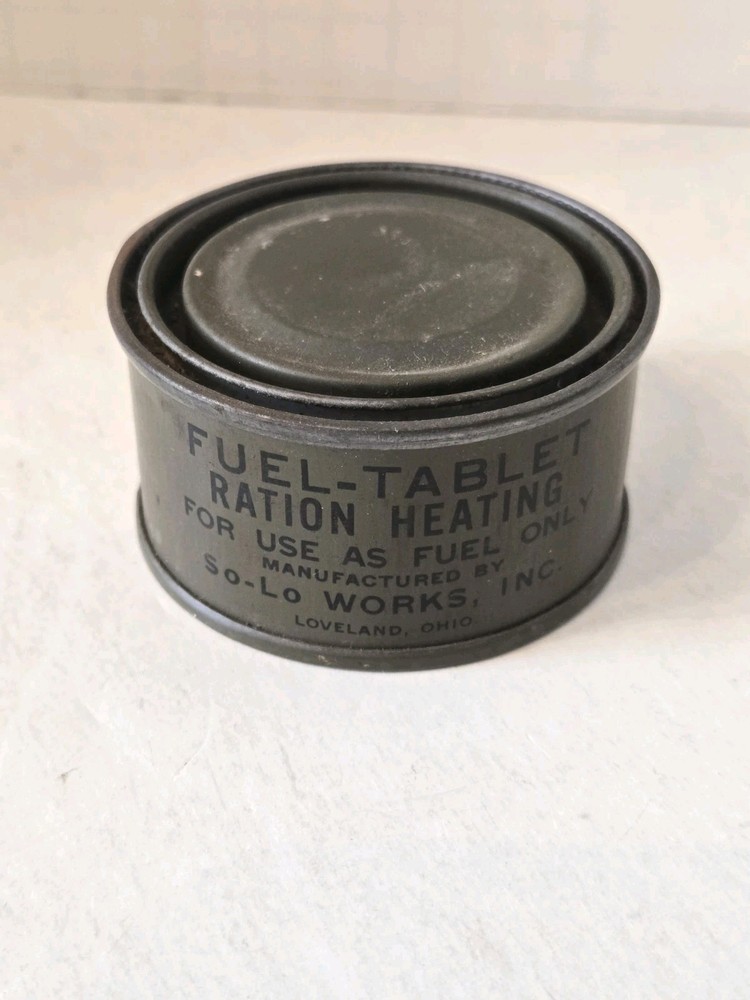 FUEL-TABLET
RATION HEATING
FOR USE AS FUEL ONLY
MANUFACTURED BY
So-Lo WORKS, INC.
LOVELAND, OHIO.